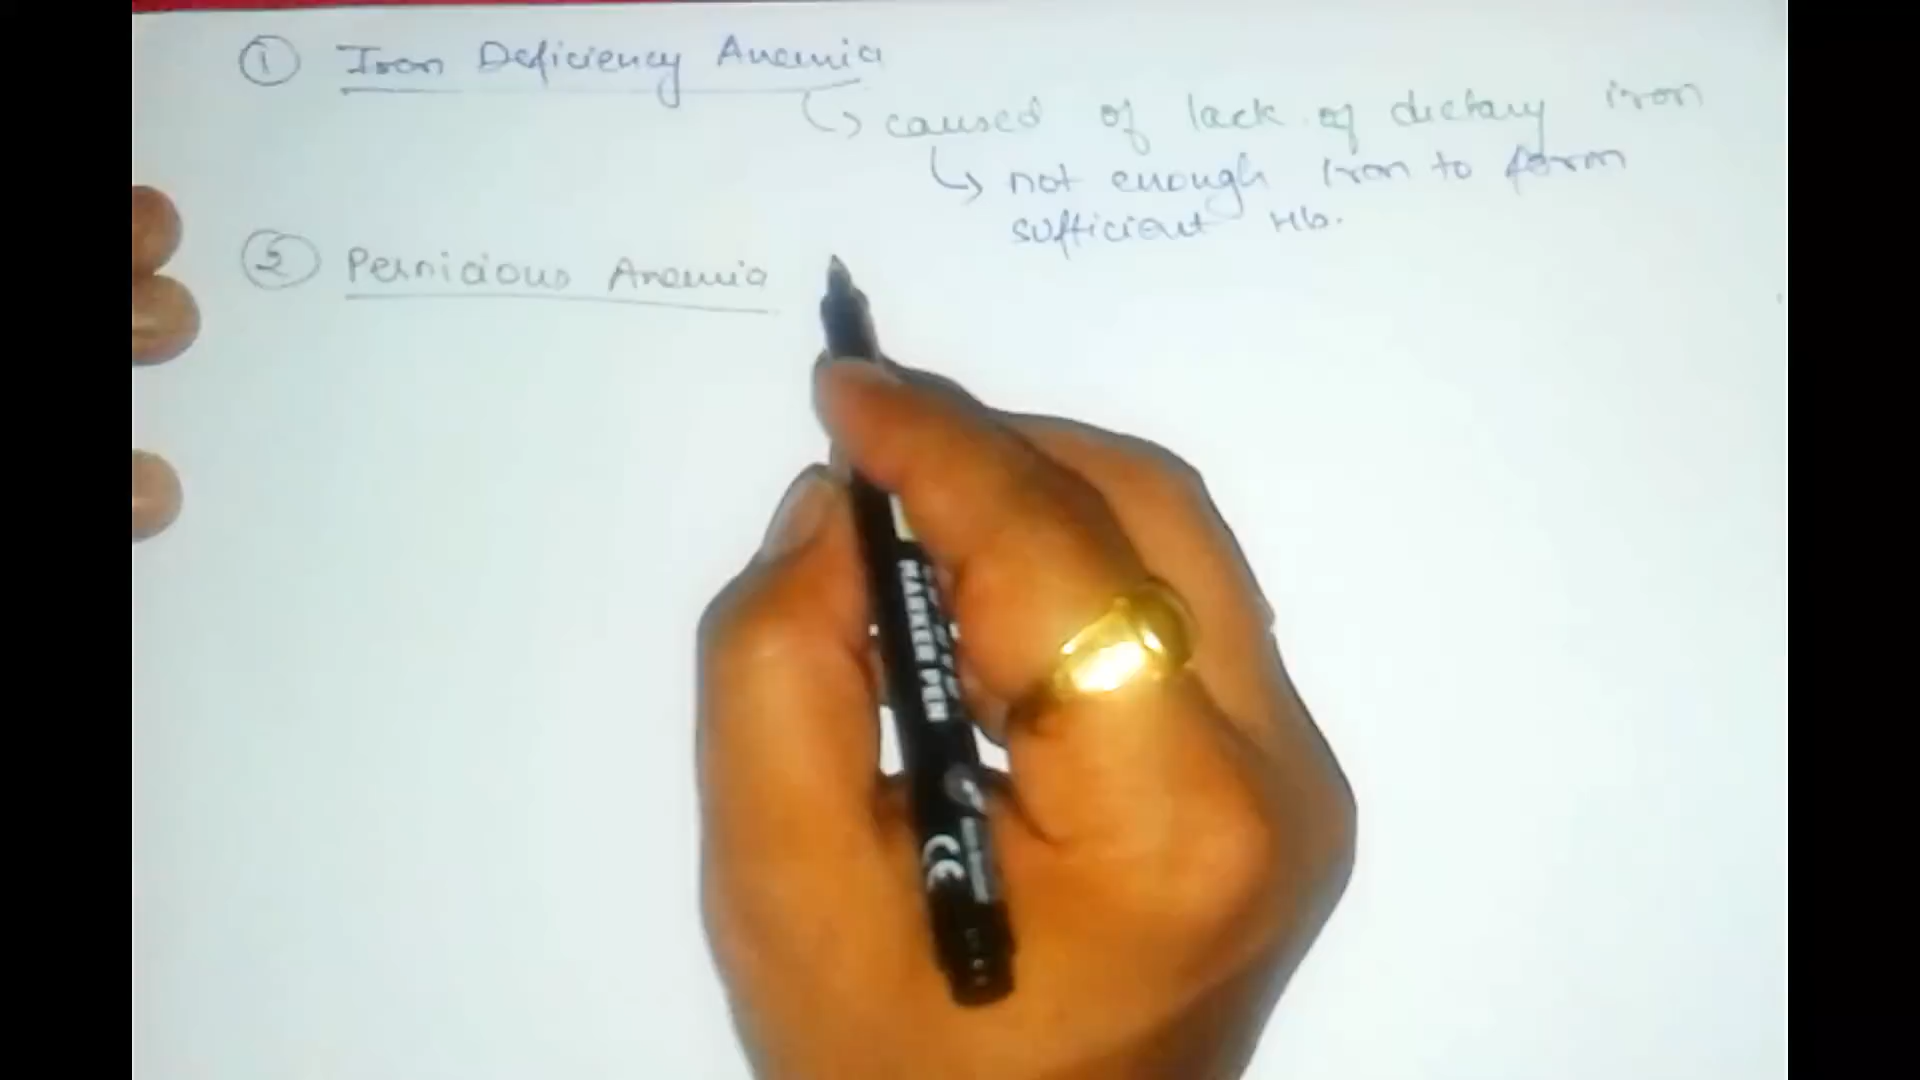 ① Iron Deficiency Anemia
↳ caused of lack of dietary iron
↳ not enough Iron to form
sufficient Hb.
② Pernicious Anemia
MARKER PEN
CE